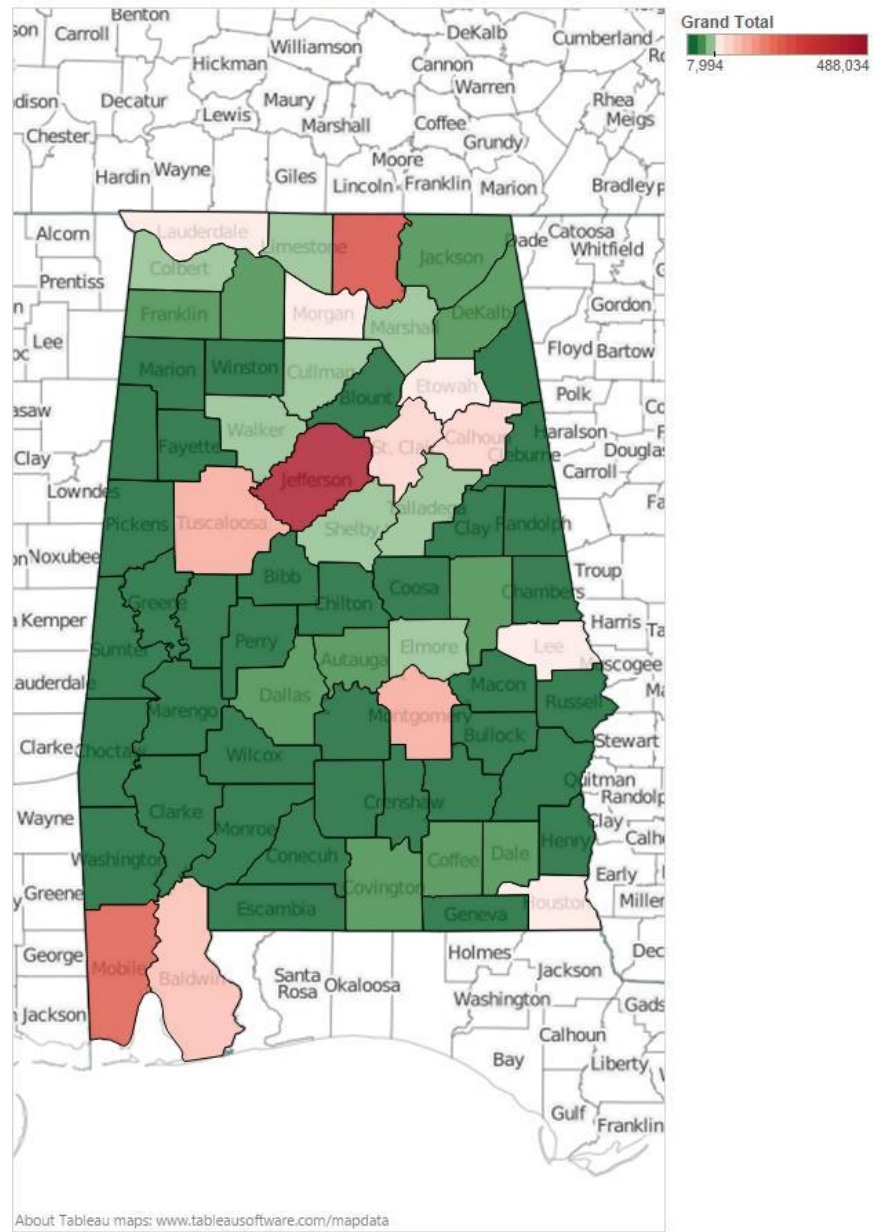 Grand Total
7,994 488,034
Benton
Carroll
Williamson
DeKalb
Cumberland
Hickman
Cannon
Warren
Decatur
Maury
Rhea
Lewis
Meigs
Chester
Marshall
Coffee
Grundy
Moore
Hardin Wayne
Giles
Lincoln Franklin Marion
Bradley
Alcorn
Lauderdale
Limestone
Dade
Catoosa
Whitfield
Colbert
Jackson
Prentiss
Franklin
Morgan
Marshall
DeKalb
Gordon
Lee
Floyd Bartow
Marion
Winston
Cullman
Blount
Etowah
Polk
Walker
Fayette
St. Clair
Calhoun
Haralson
Douglas
Clay
Cleburne
Carroll
Jefferson
Lowndes
Pickens
Tuscaloosa
Shelby
Talladega
Clay
Randolph
Noxubee
Bibb
Coosa
Troup
Greene
Chilton
Chambers
Kemper
Harris
Sumter
Perry
Autauga
Elmore
Lee
Muscogee
Lauderdale
Dallas
Macon
Russell
Marengo
Montgomery
Clarke
Choctaw
Wilcox
Bullock
Stewart
Quitman
Wayne
Clarke
Crenshaw
Randolp
Monroe
Clay
Washington
Conecuh
Coffee
Dale
Henry
Greene
Covington
Early
Escambia
Geneva
Houston
Miller
George
Mobile
Baldwin
Santa
Rosa
Okaloosa
Holmes
Jackson
Jackson
Washington
Gads
Calhoun
Bay
Liberty
Gulf
Franklin
About Tableau maps: www.tableausoftware.com/mapdata